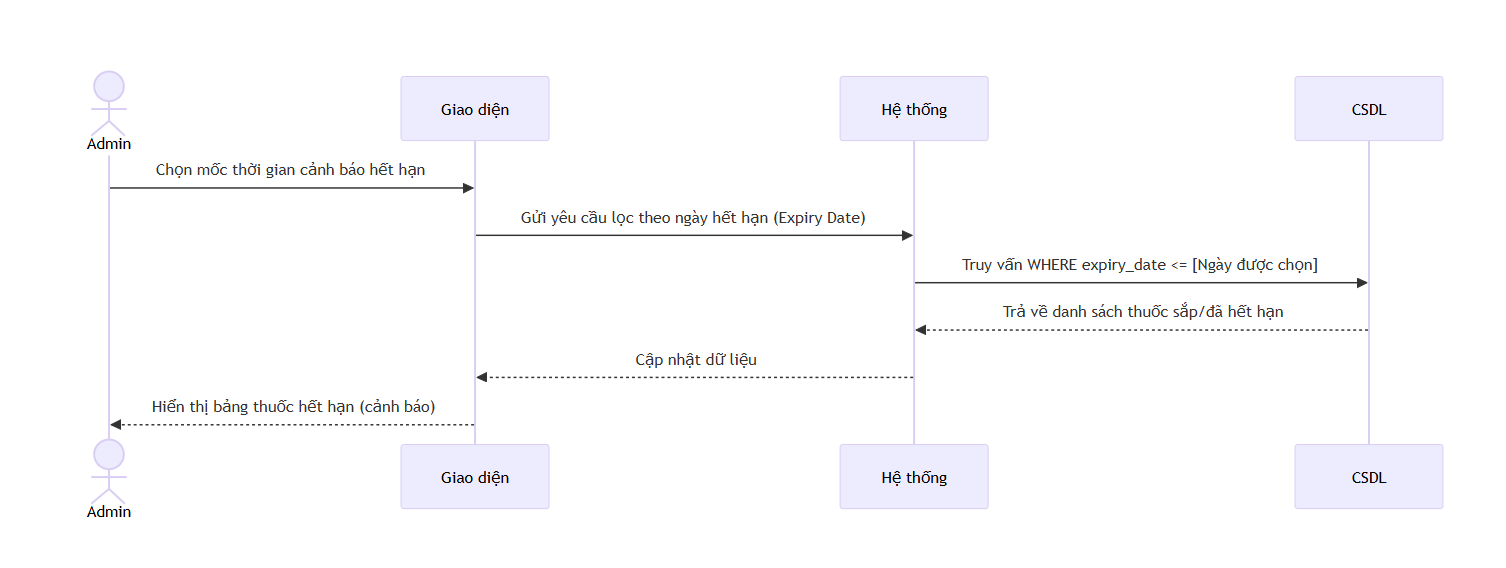 Admin
Giao diện
Hệ thống
CSDL
Chọn mốc thời gian cảnh báo hết hạn
Gửi yêu cầu lọc theo ngày hết hạn (Expiry Date)
Truy vấn WHERE expiry_date <= [Ngày được chọn]
Trả về danh sách thuốc sắp/đã hết hạn
Cập nhật dữ liệu
Hiển thị bảng thuốc hết hạn (cảnh báo)
Admin
Giao diện
Hệ thống
CSDL